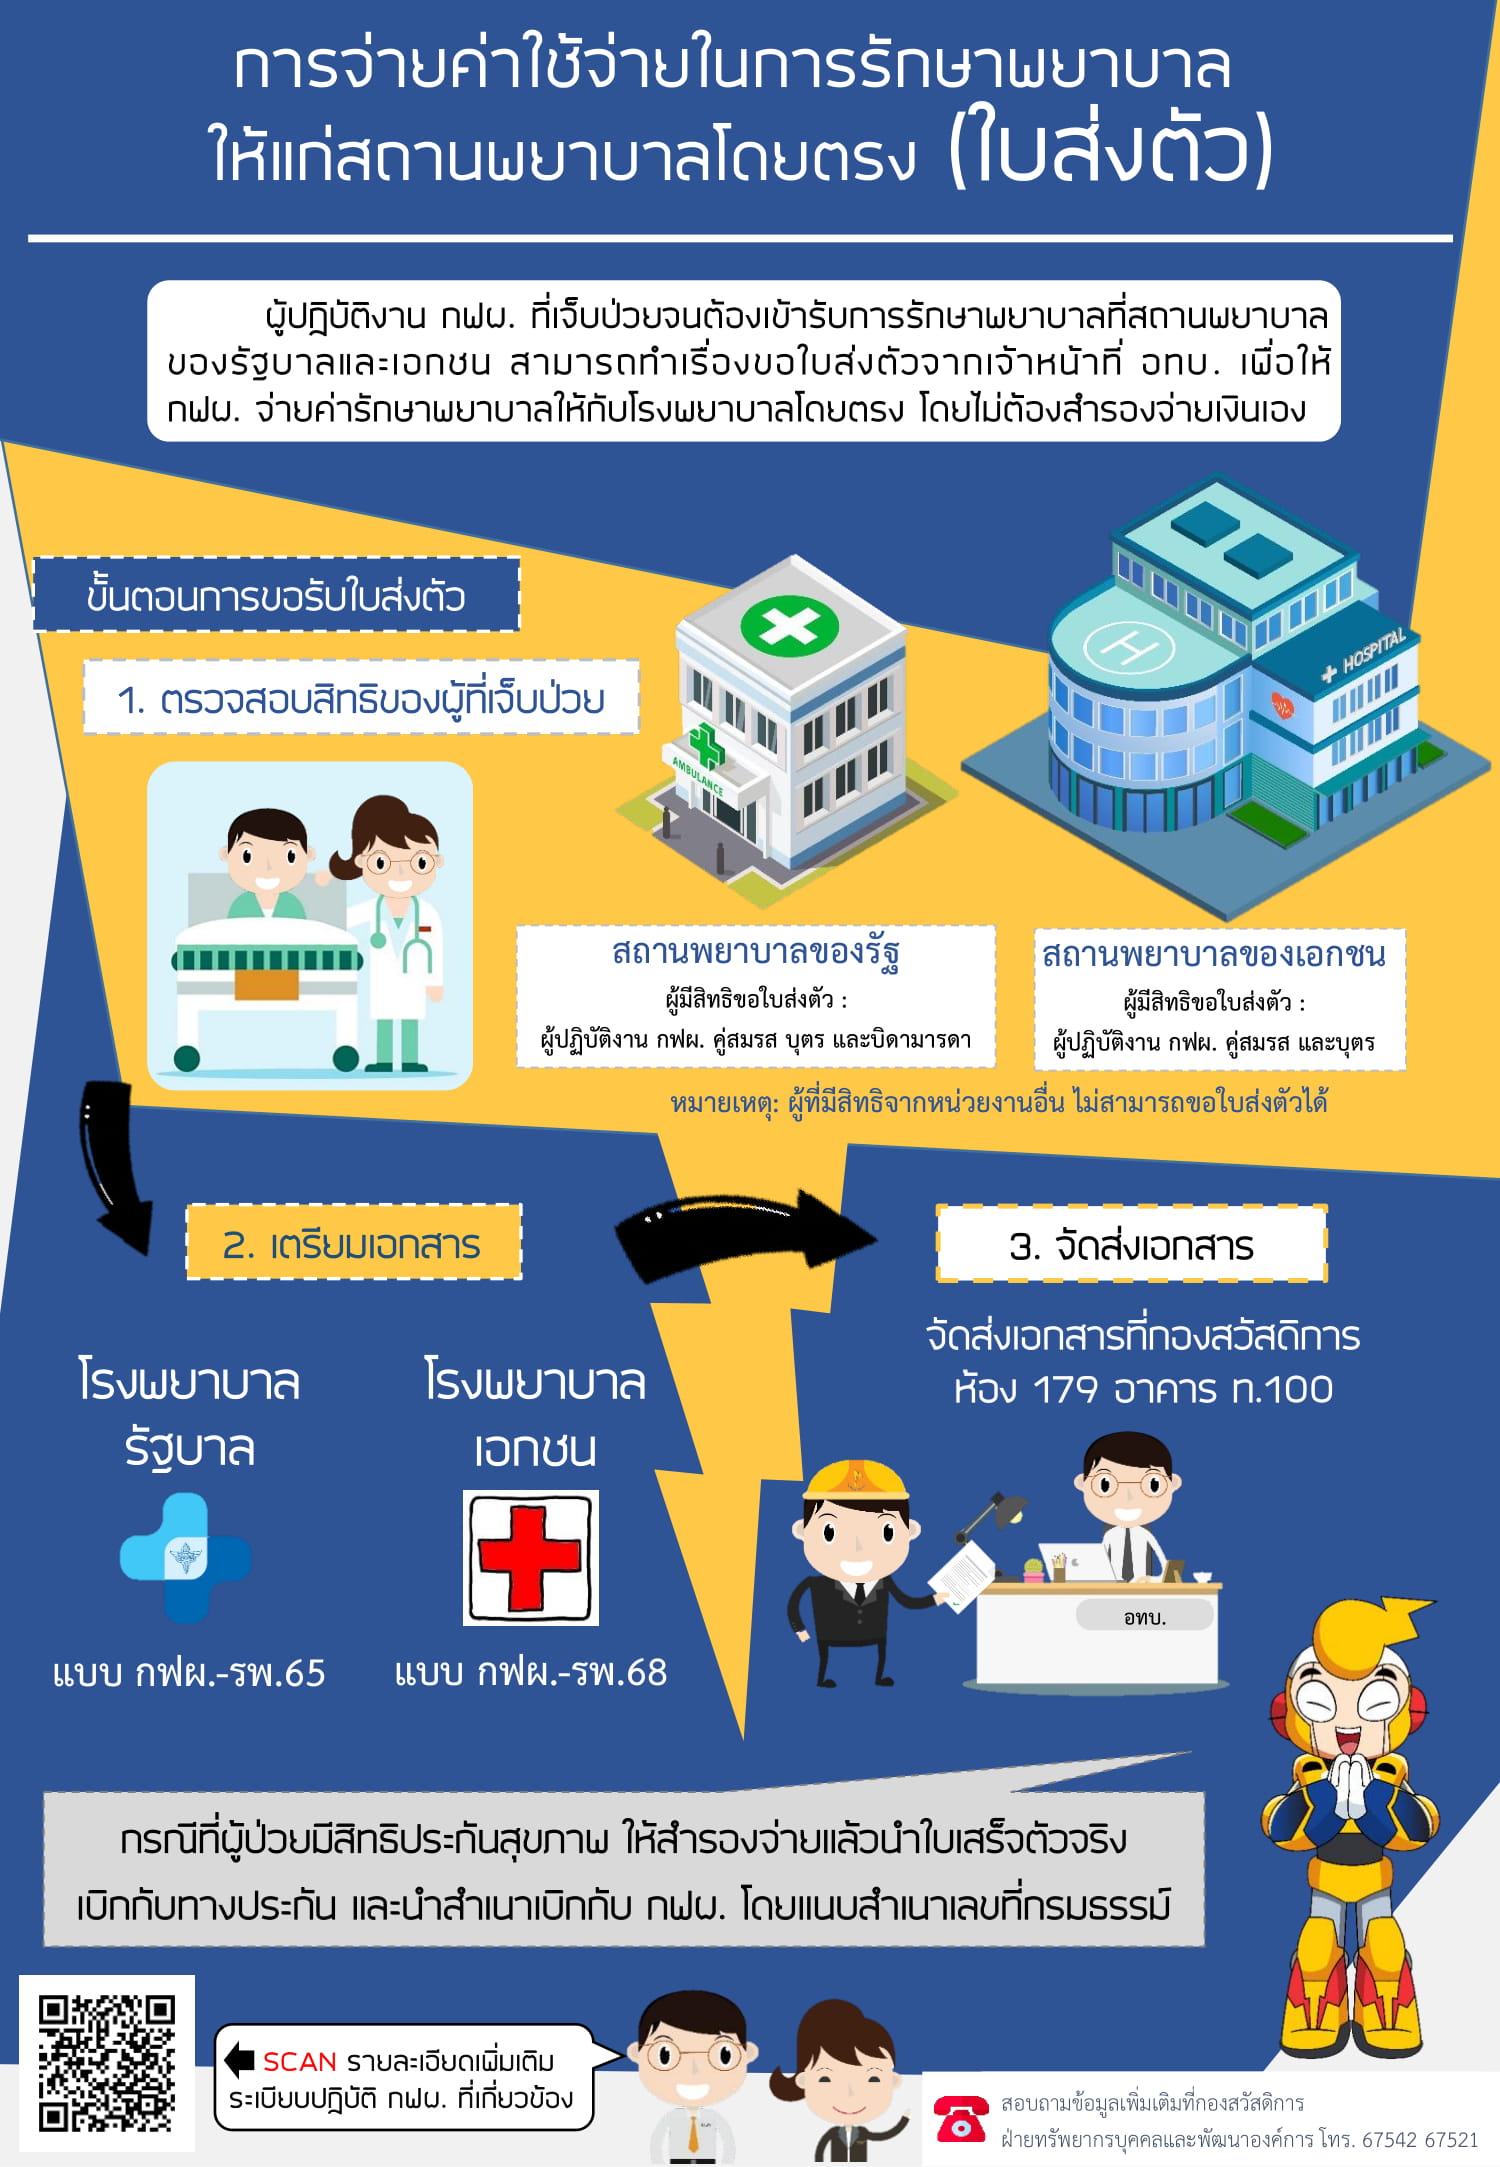 การจ่ายค่าใช้จ่ายในการรักษาพยาบาล
ให้แก่สถานพยาบาลโดยตรง (ใบส่งตัว)
ผู้ปฎิบัติงาน กฟผ. ที่เจ็บป่วยจนต้องเข้ารับการรักษาพยาบาลที่สถานพยาบาล
ของรัฐบาลและเอกชน สามารถทำเรื่องขอใบส่งตัวจากเจ้าหน้าที่ อทบ. เพื่อให้
กฟผ. จ่ายค่ารักษาพยาบาลให้กับโรงพยาบาลโดยตรง โดยไม่ต้องสำรองจ่ายเงินเอง
ขั้นตอนการขอรับใบส่งตัว
1. ตรวจสอบสิทธิของผู้ที่เจ็บป่วย
AMBULANCE
H
HOSPITAL
สถานพยาบาลของรัฐ
ผู้มีสิทธิขอใบส่งตัว :
ผู้ปฏิบัติงาน กฟผ. คู่สมรส บุตร และบิดามารดา
สถานพยาบาลของเอกชน
ผู้มีสิทธิขอใบส่งตัว :
ผู้ปฏิบัติงาน กฟผ. คู่สมรส และบุตร
หมายเหตุ: ผู้ที่มีสิทธิจากหน่วยงานอื่น ไม่สามารถขอใบส่งตัวได้
2. เตรียมเอกสาร
โรงพยาบาล
รัฐบาล
แบบ กฟผ.-รพ.65
โรงพยาบาล
เอกชน
แบบ กฟผ.-รพ.68
3. จัดส่งเอกสาร
จัดส่งเอกสารที่กองสวัสดิการ
ห้อง 179 อาคาร ท.100
อทบ.
กรณีที่ผู้ป่วยมีสิทธิประกันสุขภาพ ให้สำรองจ่ายแล้วนำใบเสร็จตัวจริง
เบิกกับทางประกัน และนำสำเนาเบิกกับ กฟผ. โดยแนบสำเนาเลขที่กรมธรรม์
SCAN รายละเอียดเพิ่มเติม
ระเบียบปฎิบัติ กฟผ. ที่เกี่ยวข้อง
สอบถามข้อมูลเพิ่มเติมที่กองสวัสดิการ
ฝ่ายทรัพยากรบุคคลและพัฒนาองค์การ โทร. 67542 67521